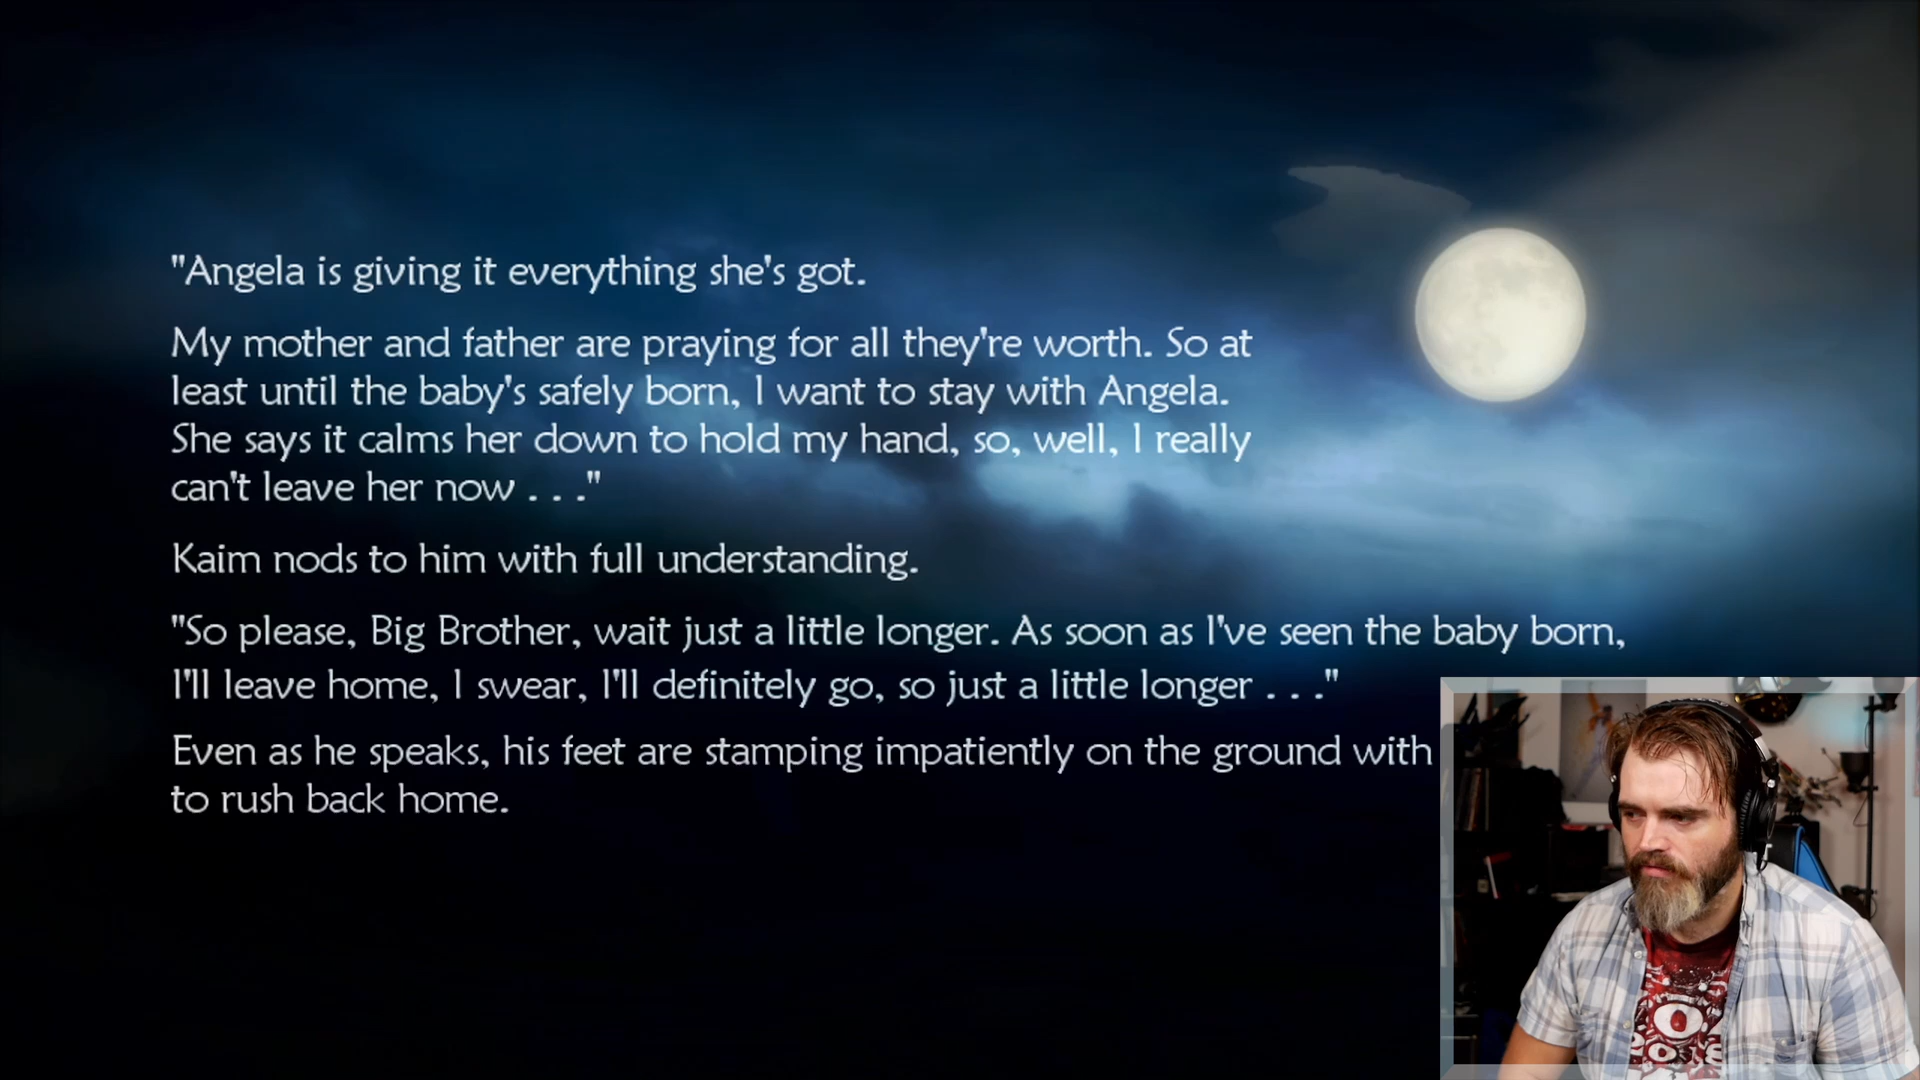 "Angela is giving it everything she's got.
My mother and father are praying for all they're worth. So at
least until the baby's safely born, I want to stay with Angela.
She says it calms her down to hold my hand, so, well, I really
can't leave her now . . ."
Kaim nods to him with full understanding.
"So please, Big Brother, wait just a little longer. As soon as I've seen the baby born,
I'll leave home, I swear, I'll definitely go, so just a little longer . . ."
Even as he speaks, his feet are stamping impatiently on the ground with
to rush back home.